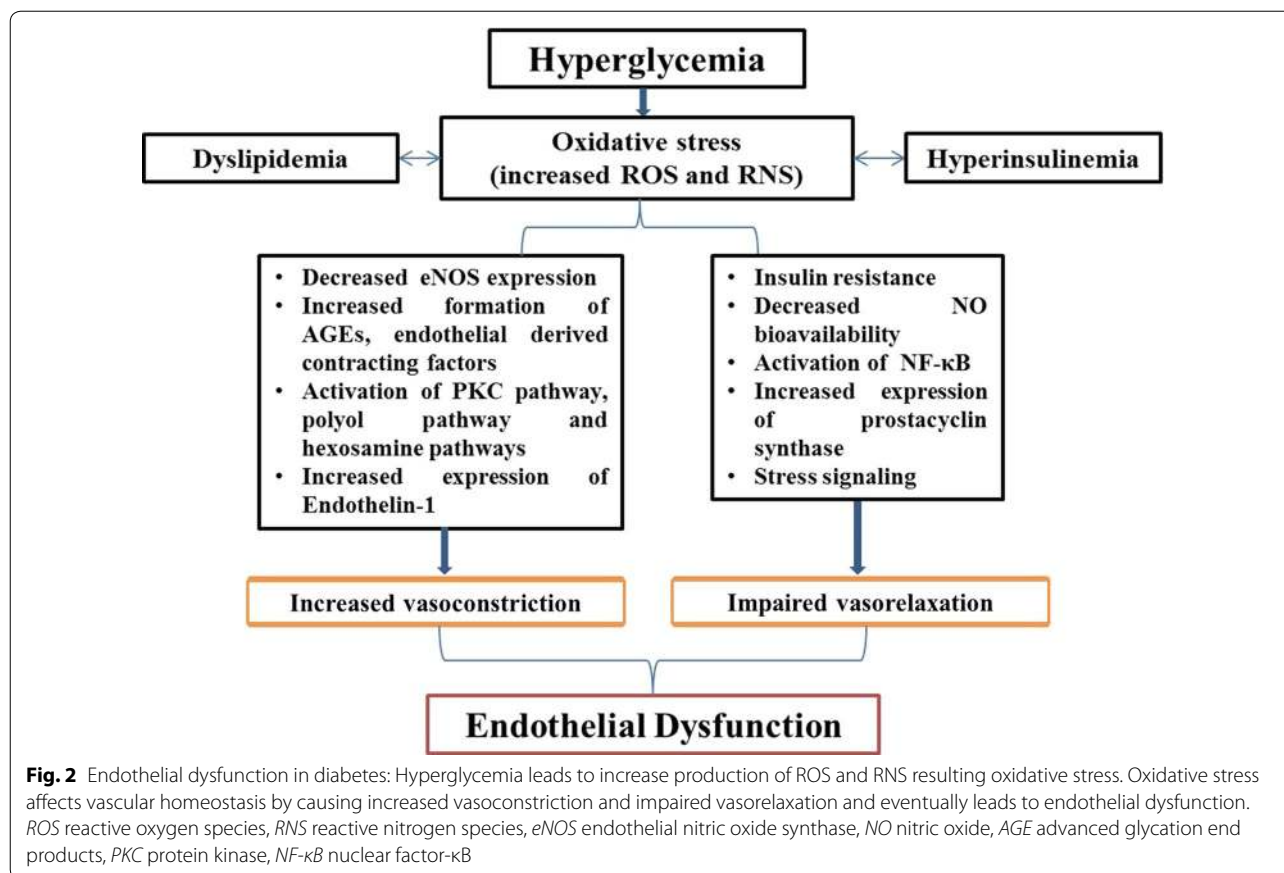 Hyperglycemia
Dyslipidemia
Oxidative stress
(increased ROS and RNS)
Hyperinsulinemia
• Decreased eNOS expression
• Increased formation of
AGEs, endothelial derived
contracting factors
• Activation of PKC pathway,
polyol pathway and
hexosamine pathways
• Increased expression of
Endothelin-1
• Insulin resistance
• Decreased NO
bioavailability
• Activation of NF-κB
• Increased expression
of prostacyclin
synthase
• Stress signaling
Increased vasoconstriction
Impaired vasorelaxation
Endothelial Dysfunction
Fig. 2 Endothelial dysfunction in diabetes: Hyperglycemia leads to increase production of ROS and RNS resulting oxidative stress. Oxidative stress
affects vascular homeostasis by causing increased vasoconstriction and impaired vasorelaxation and eventually leads to endothelial dysfunction.
ROS reactive oxygen species, RNS reactive nitrogen species, eNOS endothelial nitric oxide synthase, NO nitric oxide, AGE advanced glycation end
products, PKC protein kinase, NF-κB nuclear factor-κB